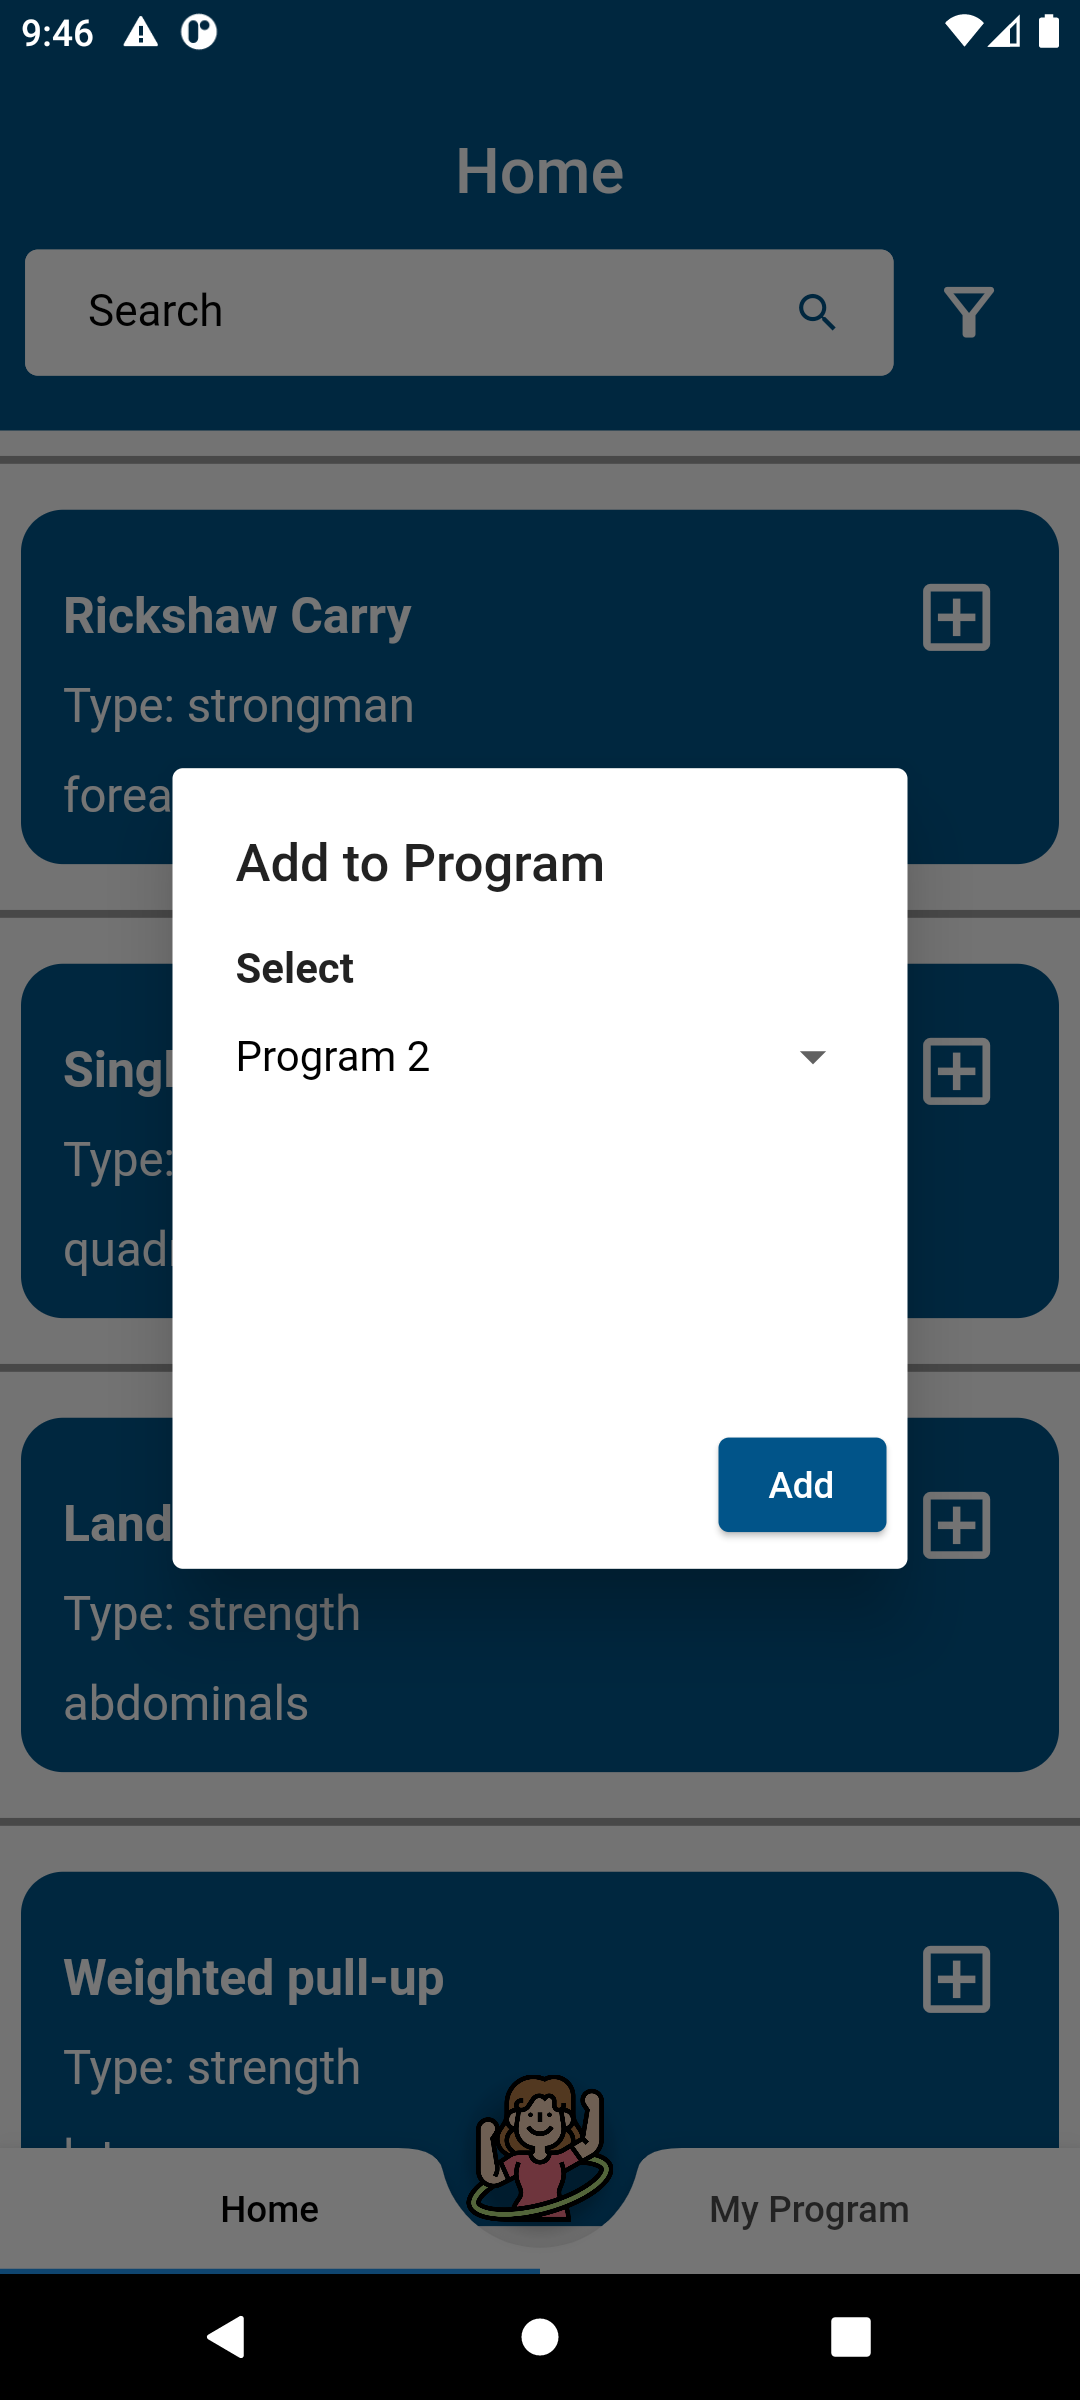 9:46
Home
Search
Rickshaw Carry
Type: strongman
forea
Add to Program
Select
Program 2
Singl
Type:
quad
Add
Land
Type: strength
abdominals
Weighted pull-up
Type: strength
Home
My Program